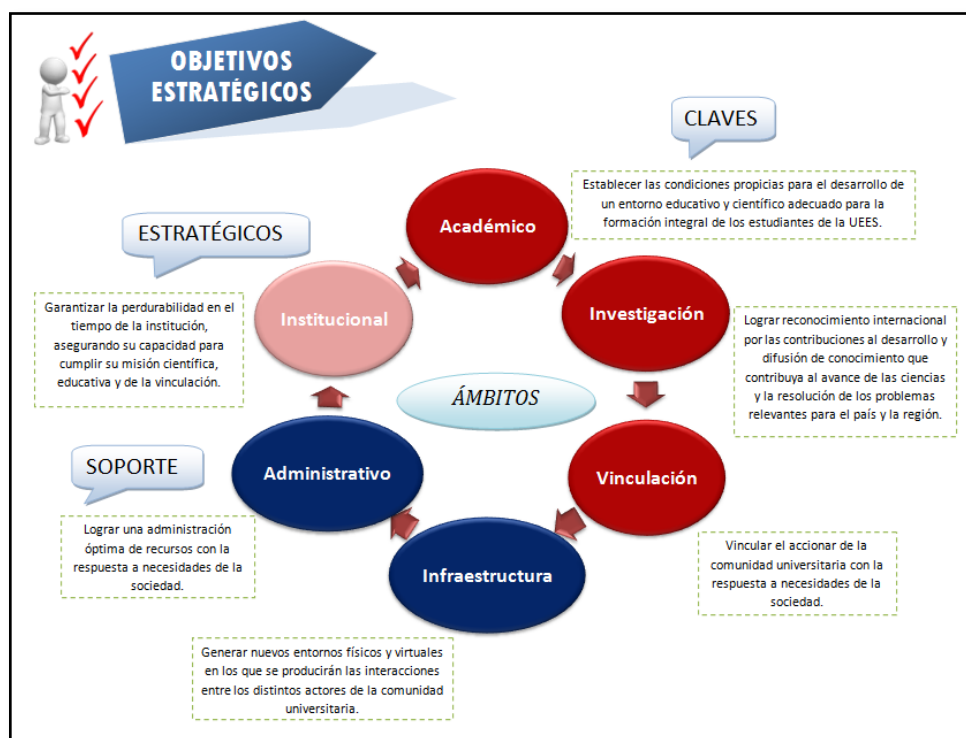 OBJETIVOS
ESTRATÉGICOS
CLAVES
Académico
Establecer las condiciones propicias para el desarrollo de
un entorno educativo y científico adecuado para la
formación integral de los estudiantes de la UEES.
ESTRATÉGICOS
Garantizar la perdurabilidad en el
tiempo de la institución,
asegurando su capacidad para
cumplir su misión científica,
educativa y de la vinculación.
Institucional
Investigación
Lograr reconocimiento internacional
por las contribuciones al desarrollo y
difusión de conocimiento que
contribuya al avance de las ciencias
y la resolución de los problemas
relevantes para el país y la región.
ÁMBITOS
SOPORTE
Administrativo
Vinculación
Lograr una administración
óptima de recursos con la
respuesta a necesidades de la
sociedad.
Infraestructura
Vincular el accionar de la
comunidad universitaria con la
respuesta a necesidades de la
sociedad.
Generar nuevos entornos físicos y virtuales
en los que se producirán las interacciones
entre los distintos actores de la comunidad
universitaria.